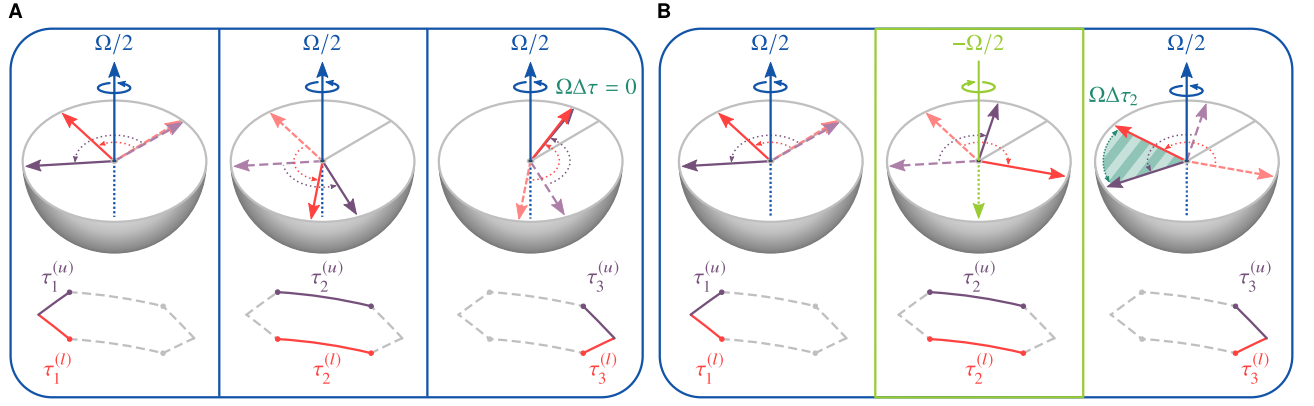 A
Ω/2
Ω/2
Ω/2
ΩΔτ = 0
τ₁⁽ᵘ⁾
τ₂⁽ᵘ⁾
τ₃⁽ᵘ⁾
τ₁⁽ˡ⁾
τ₂⁽ˡ⁾
τ₃⁽ˡ⁾
B
Ω/2
−Ω/2
Ω/2
ΩΔτ₂
τ₁⁽ᵘ⁾
τ₂⁽ᵘ⁾
τ₃⁽ᵘ⁾
τ₁⁽ˡ⁾
τ₂⁽ˡ⁾
τ₃⁽ˡ⁾